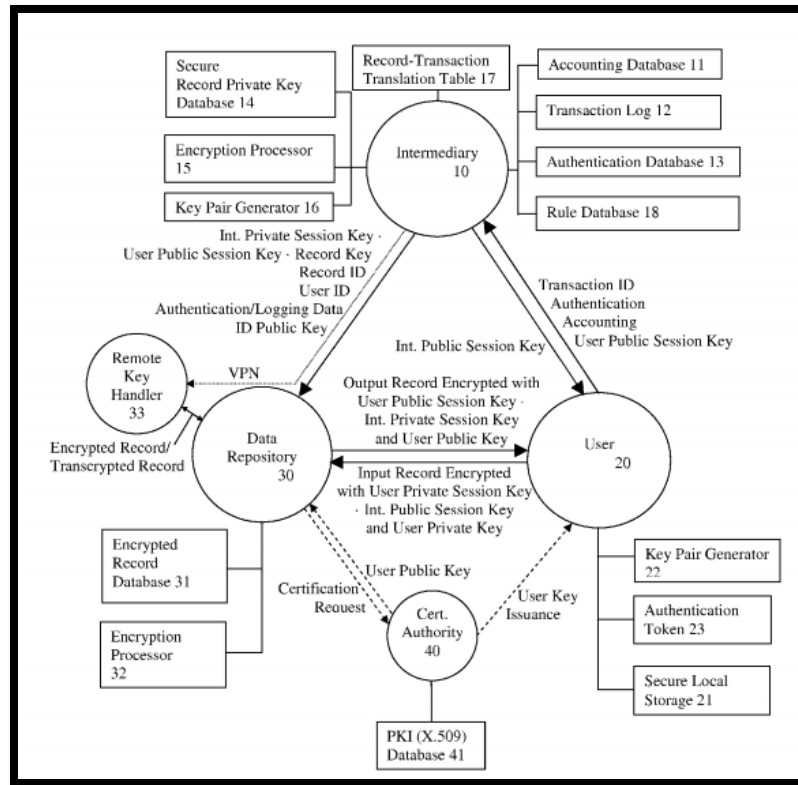 Secure
Record Private Key
Database 14
Record-Transaction
Translation Table 17
Accounting Database 11
Transaction Log 12
Encryption Processor
15
Intermediary
10
Authentication Database 13
Key Pair Generator 16
Rule Database 18
Int. Private Session Key ·
User Public Session Key · Record Key
Record ID
User ID
Authentication/Logging Data
ID Public Key
Transaction ID
Authentication
Accounting
User Public Session Key
Int. Public Session Key
Remote
Key
Handler
33
VPN
Output Record Encrypted with
User Public Session Key ·
Int. Private Session Key
and User Public Key
Encrypted Record/
Transcrypted Record
Data
Repository
30
User
20
Input Record Encrypted
with User Private Session Key
· Int. Public Session Key
and User Private Key
Encrypted
Record
Database 31
Encryption
Processor
32
User Public Key
Certification
Request
User Key
Issuance
Cert.
Authority
40
Key Pair Generator
22
Authentication
Token 23
Secure Local
Storage 21
PKI (X.509)
Database 41